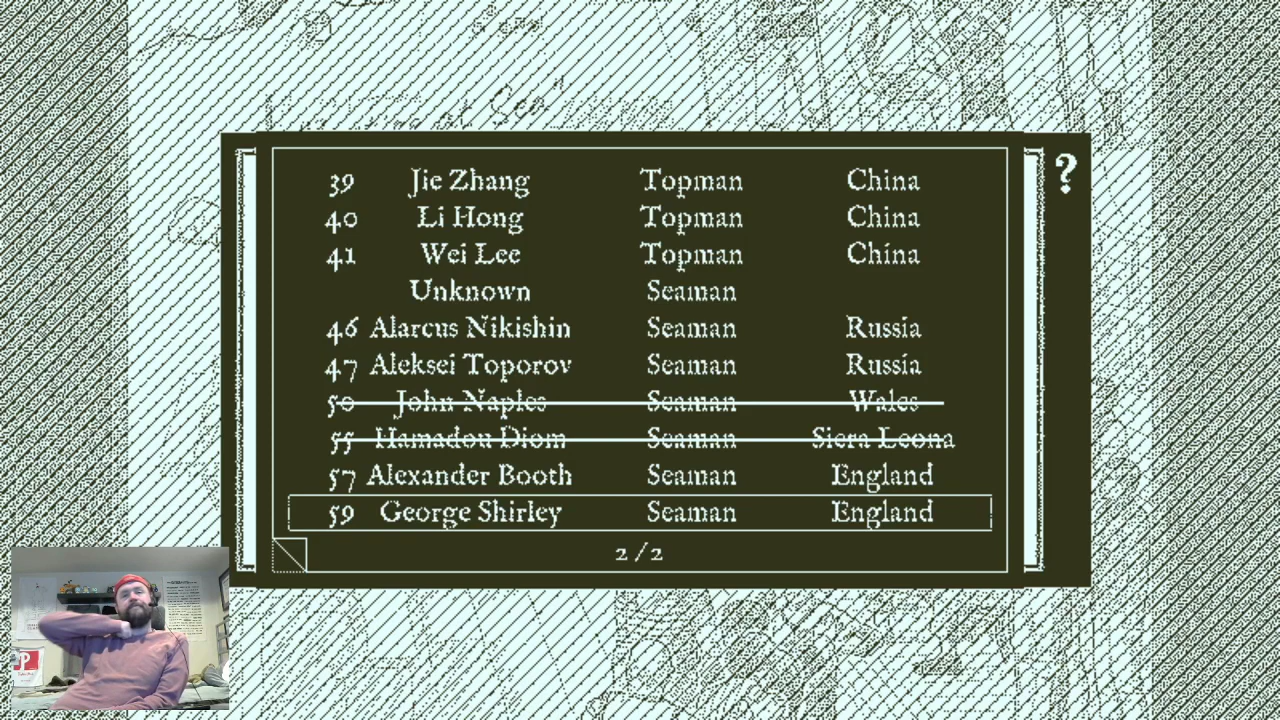 ?
39 Jie Zhang Topman China
40 Li Hong Topman China
41 Wei Lee Topman China
Unknown Seaman
46 Alarcus Nikishin Seaman Russia
47 Aleksei Toporov Seaman Russia
50 John Naples Seaman Wales
55 Hamadou Diom Seaman Siera Leona
57 Alexander Booth Seaman England
59 George Shirley Seaman England
2/2